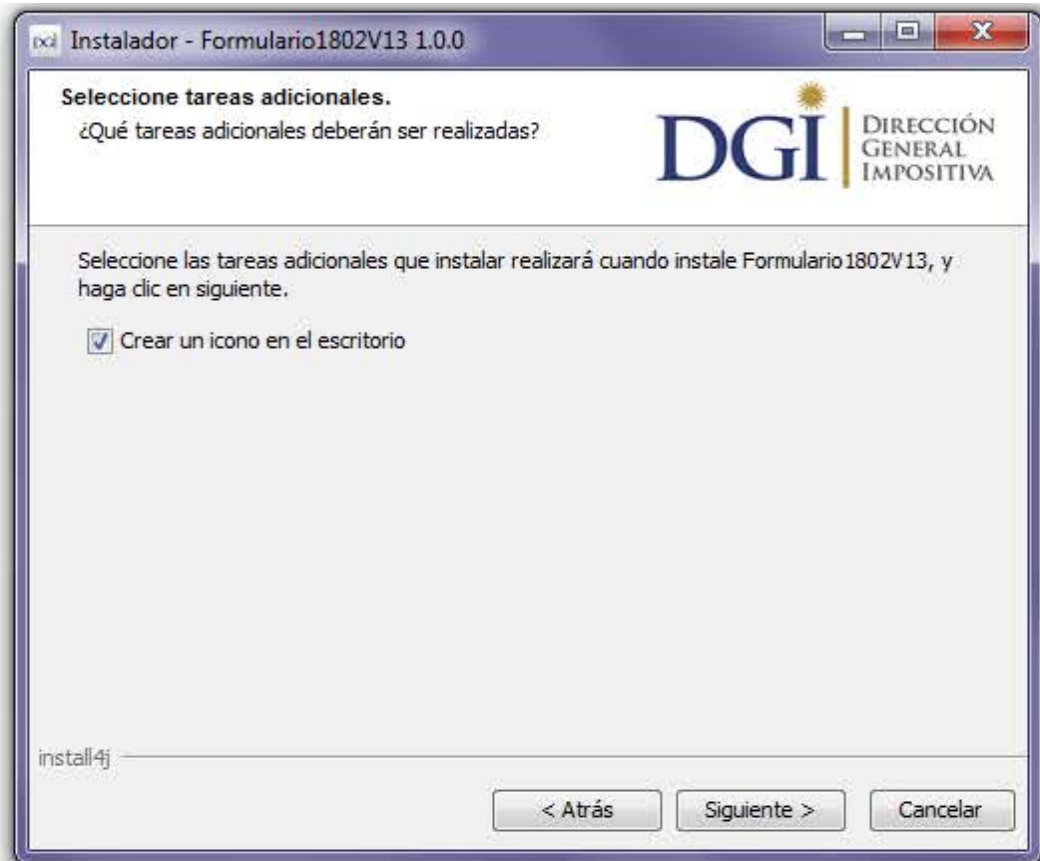 DGI Instalador - Formulario1802V13 1.0.0
Seleccione tareas adicionales.
¿Qué tareas adicionales deberán ser realizadas?
DGI
DIRECCIÓN
GENERAL
IMPOSITIVA
Seleccione las tareas adicionales que instalar realizará cuando instale Formulario1802V13, y
haga clic en siguiente.
Crear un icono en el escritorio
install4j
< Atrás
Siguiente >
Cancelar